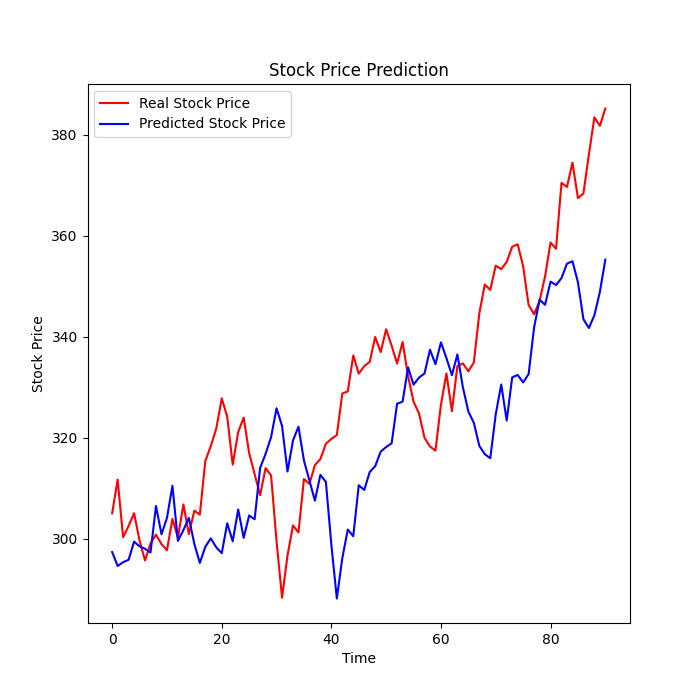 Stock Price Prediction
Real Stock Price
Predicted Stock Price
380
360
340
320
300
Stock Price
0 20 40 60 80
Time